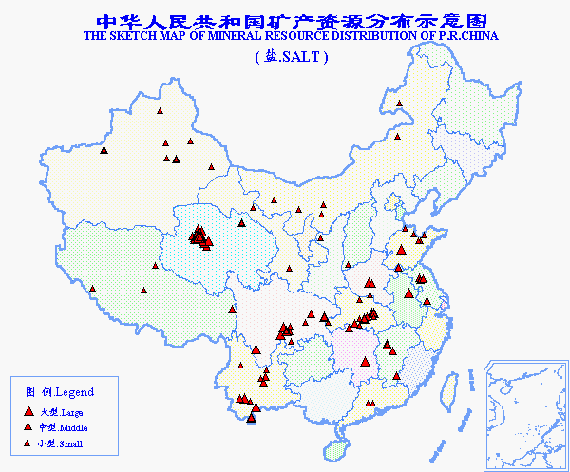 中华人民共和国矿产资源分布示意图
THE SKETCH MAP OF MINERAL RESOURCE DISTRIBUTION OF P.R.CHINA
( 盐.SALT )
图 例.Legend
大型.Large
中型.Middle
小型.Small